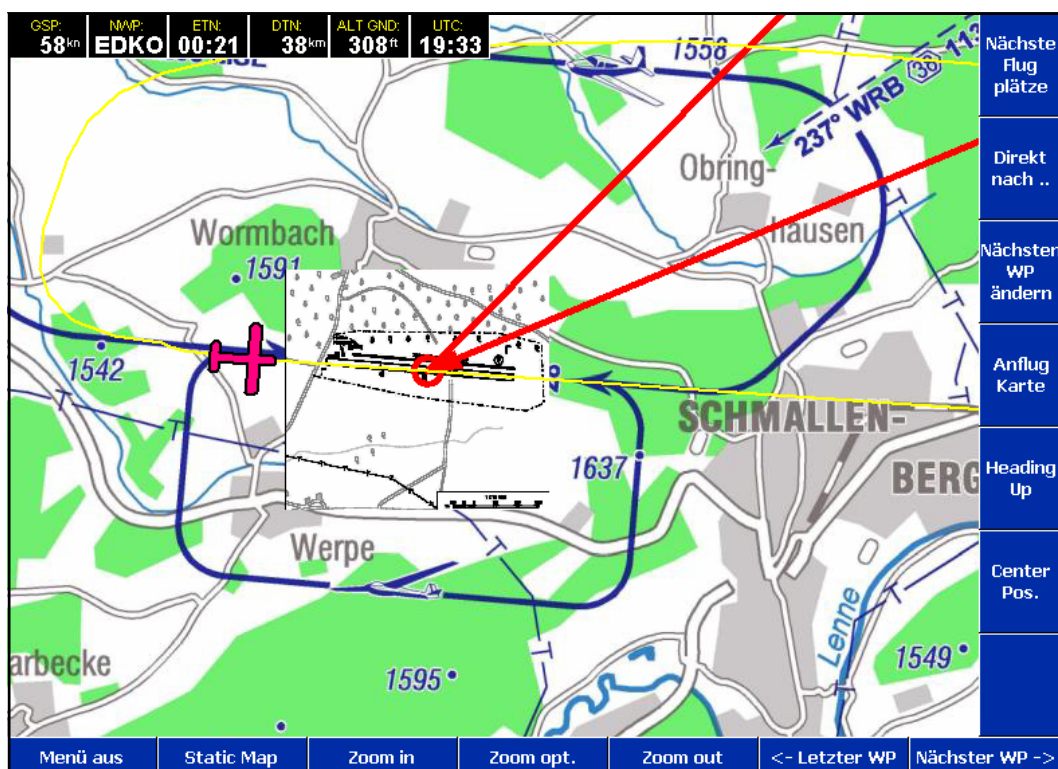 GSP: NWP: ETN: DTN: ALT GND: UTC:
58kn EDKO 00:21 38km 308ft 19:33
Nächste
Flug
plätze
Direkt
nach ..
Nächster
WP
ändern
Anflug
Karte
Heading
Up
Center
Pos.
1558
237° WRB 36 113
Obring-
hausen
Wormbach
1591
1542
SCHMALLEN-
BERG
1637
Werpe
Lenne
arbecke
1595
1549
Menü aus
Static Map
Zoom in
Zoom opt.
Zoom out
<- Letzter WP
Nächster WP ->